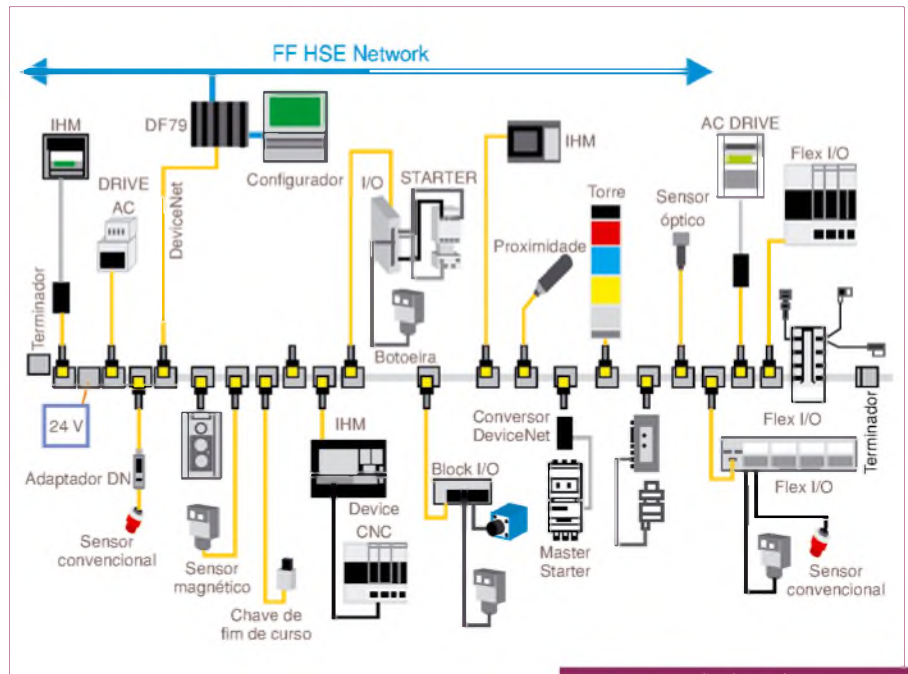 FF HSE Network
IHM
DF79
Configurador
DRIVE
AC
DeviceNet
I/O
STARTER
IHM
AC DRIVE
Flex I/O
Torre
Sensor
óptico
Proximidade
Terminador
Botoeira
24 V
Adaptador DN
Sensor
convencional
Sensor
magnético
Chave de
fim de curso
IHM
Device
CNC
Block I/O
Conversor
DeviceNet
Master
Starter
Flex I/O
Flex I/O
Sensor
convencional
Terminador